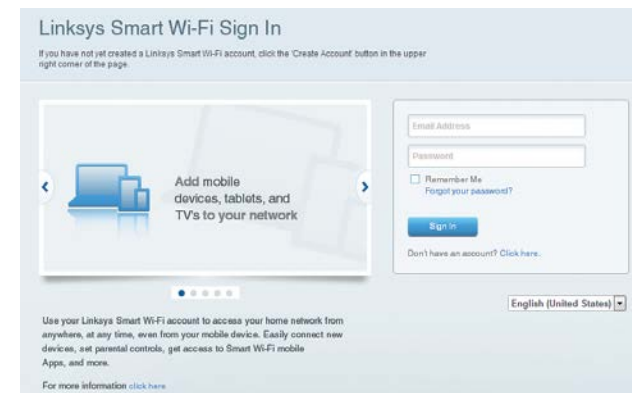 Linksys Smart Wi-Fi Sign In
If you have not yet created a Linksys Smart Wi-Fi account, click the 'Create Account' button in the upper
right corner of the page.
Add mobile
devices, tablets, and
TV's to your network
Email Address
Password
Remember Me
Forgot your password?
Sign In
Don't have an account? Click here.
English (United States)
Use your Linksys Smart Wi-Fi account to access your home network from
anywhere, at any time, even from your mobile device. Easily connect new
devices, set parental controls, get access to Smart Wi-Fi mobile
Apps, and more.
For more information click here